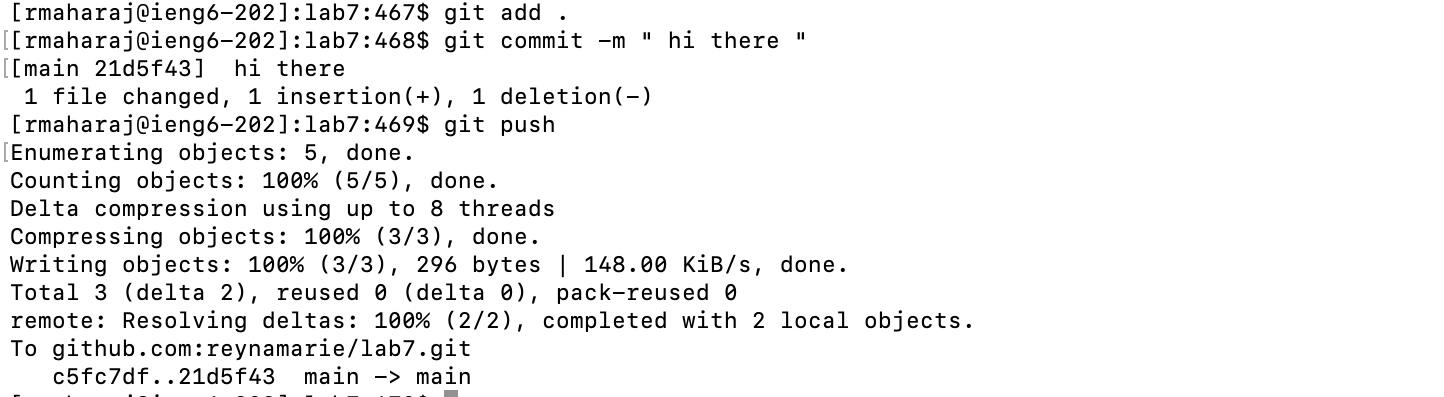 [rmaharaj@ieng6-202]:lab7:467$ git add .
[[rmaharaj@ieng6-202]:lab7:468$ git commit -m " hi there "
[[main 21d5f43]  hi there
 1 file changed, 1 insertion(+), 1 deletion(-)
[rmaharaj@ieng6-202]:lab7:469$ git push
[Enumerating objects: 5, done.
Counting objects: 100% (5/5), done.
Delta compression using up to 8 threads
Compressing objects: 100% (3/3), done.
Writing objects: 100% (3/3), 296 bytes | 148.00 KiB/s, done.
Total 3 (delta 2), reused 0 (delta 0), pack-reused 0
remote: Resolving deltas: 100% (2/2), completed with 2 local objects.
To github.com:reynamarie/lab7.git
   c5fc7df..21d5f43  main -> main